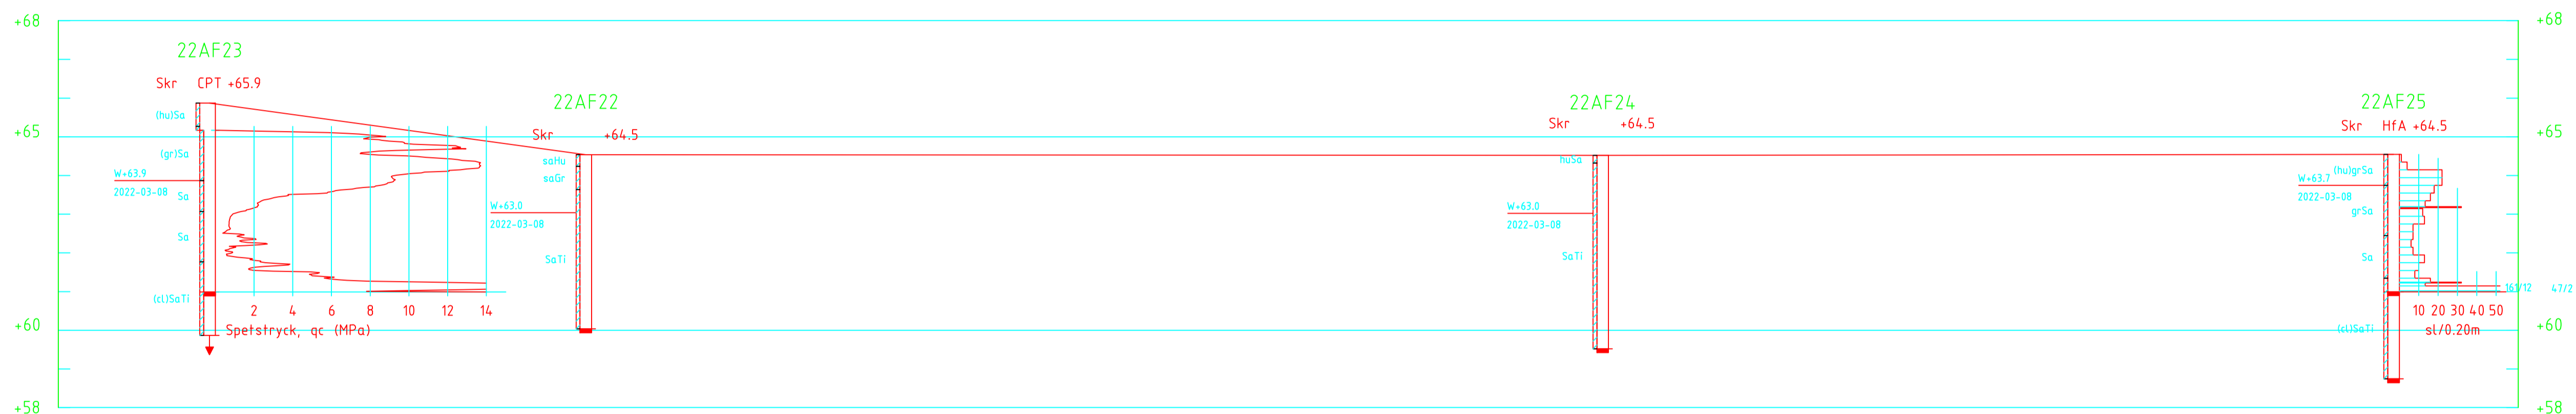 +68
+65
+60
+58
22AF23
Skr CPT +65.9
(hu)Sa
(gr)Sa
W+63.9
2022-03-08
Sa
Sa
(cl)SaTi
2 4 6 8 10 12 14
Spetstryck, qc (MPa)
22AF22
Skr +64.5
saHu
saGr
W+63.0
2022-03-08
SaTi
22AF24
Skr +64.5
huSa
W+63.0
2022-03-08
SaTi
22AF25
Skr HfA +64.5
(hu)grSa
W+63.7
2022-03-08
grSa
Sa
(cl)SaTi
161/12 47/2
10 20 30 40 50
sl/0.20m
+68
+65
+60
+58